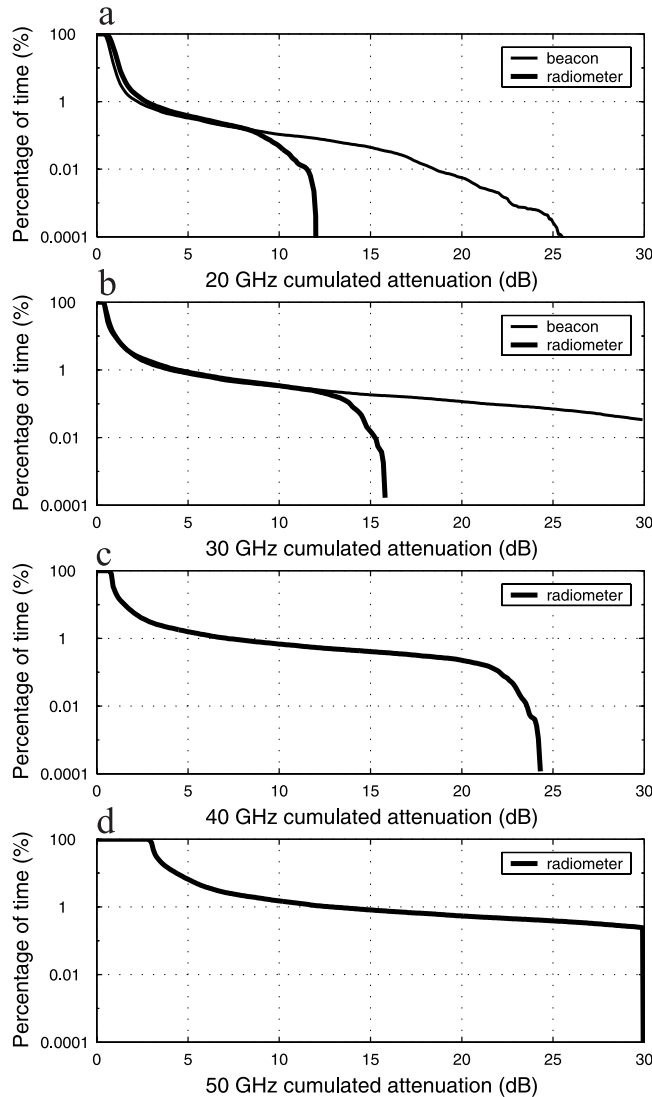 a
100
1
0.01
0.0001
Percentage of time (%)
beacon
radiometer
0 5 10 15 20 25 30
20 GHz cumulated attenuation (dB)
b
100
1
0.01
0.0001
Percentage of time (%)
beacon
radiometer
0 5 10 15 20 25 30
30 GHz cumulated attenuation (dB)
c
100
1
0.01
0.0001
Percentage of time (%)
radiometer
0 5 10 15 20 25 30
40 GHz cumulated attenuation (dB)
d
100
1
0.01
0.0001
Percentage of time (%)
radiometer
0 5 10 15 20 25 30
50 GHz cumulated attenuation (dB)